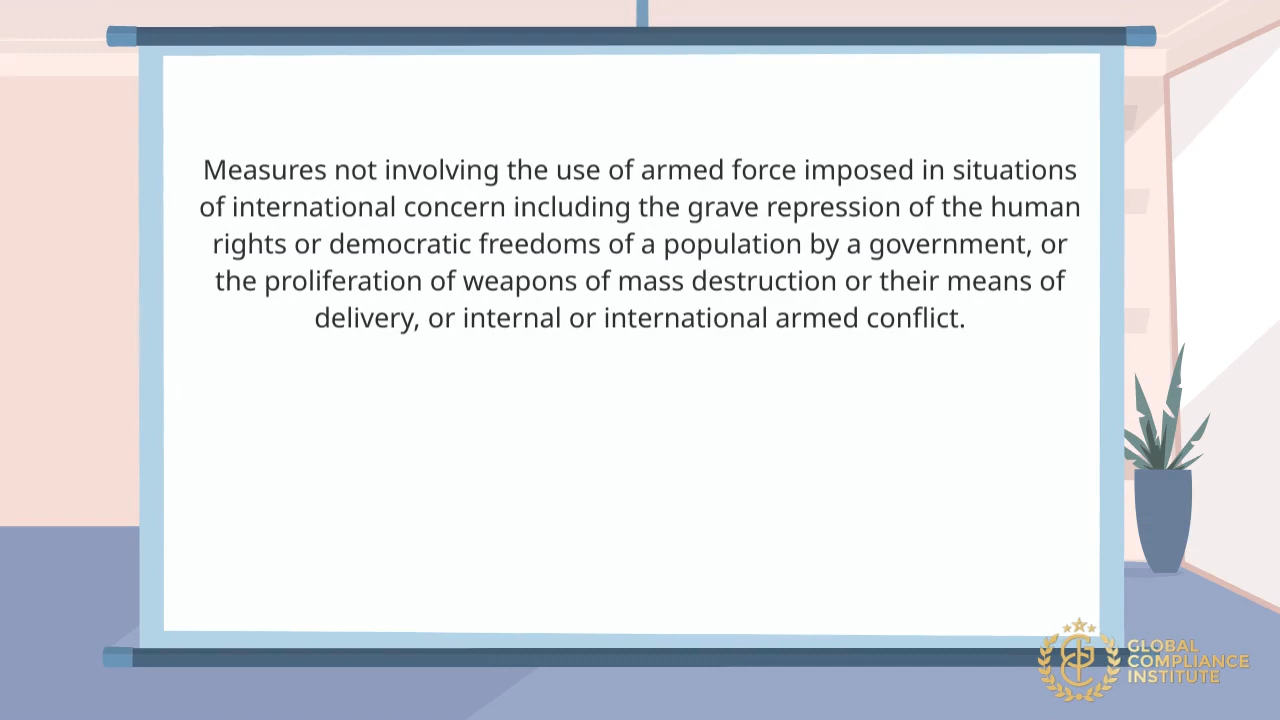 Measures not involving the use of armed force imposed in situations
of international concern including the grave repression of the human
rights or democratic freedoms of a population by a government, or
the proliferation of weapons of mass destruction or their means of
delivery, or internal or international armed conflict.
GLOBAL
COMPLIANCE
INSTITUTE